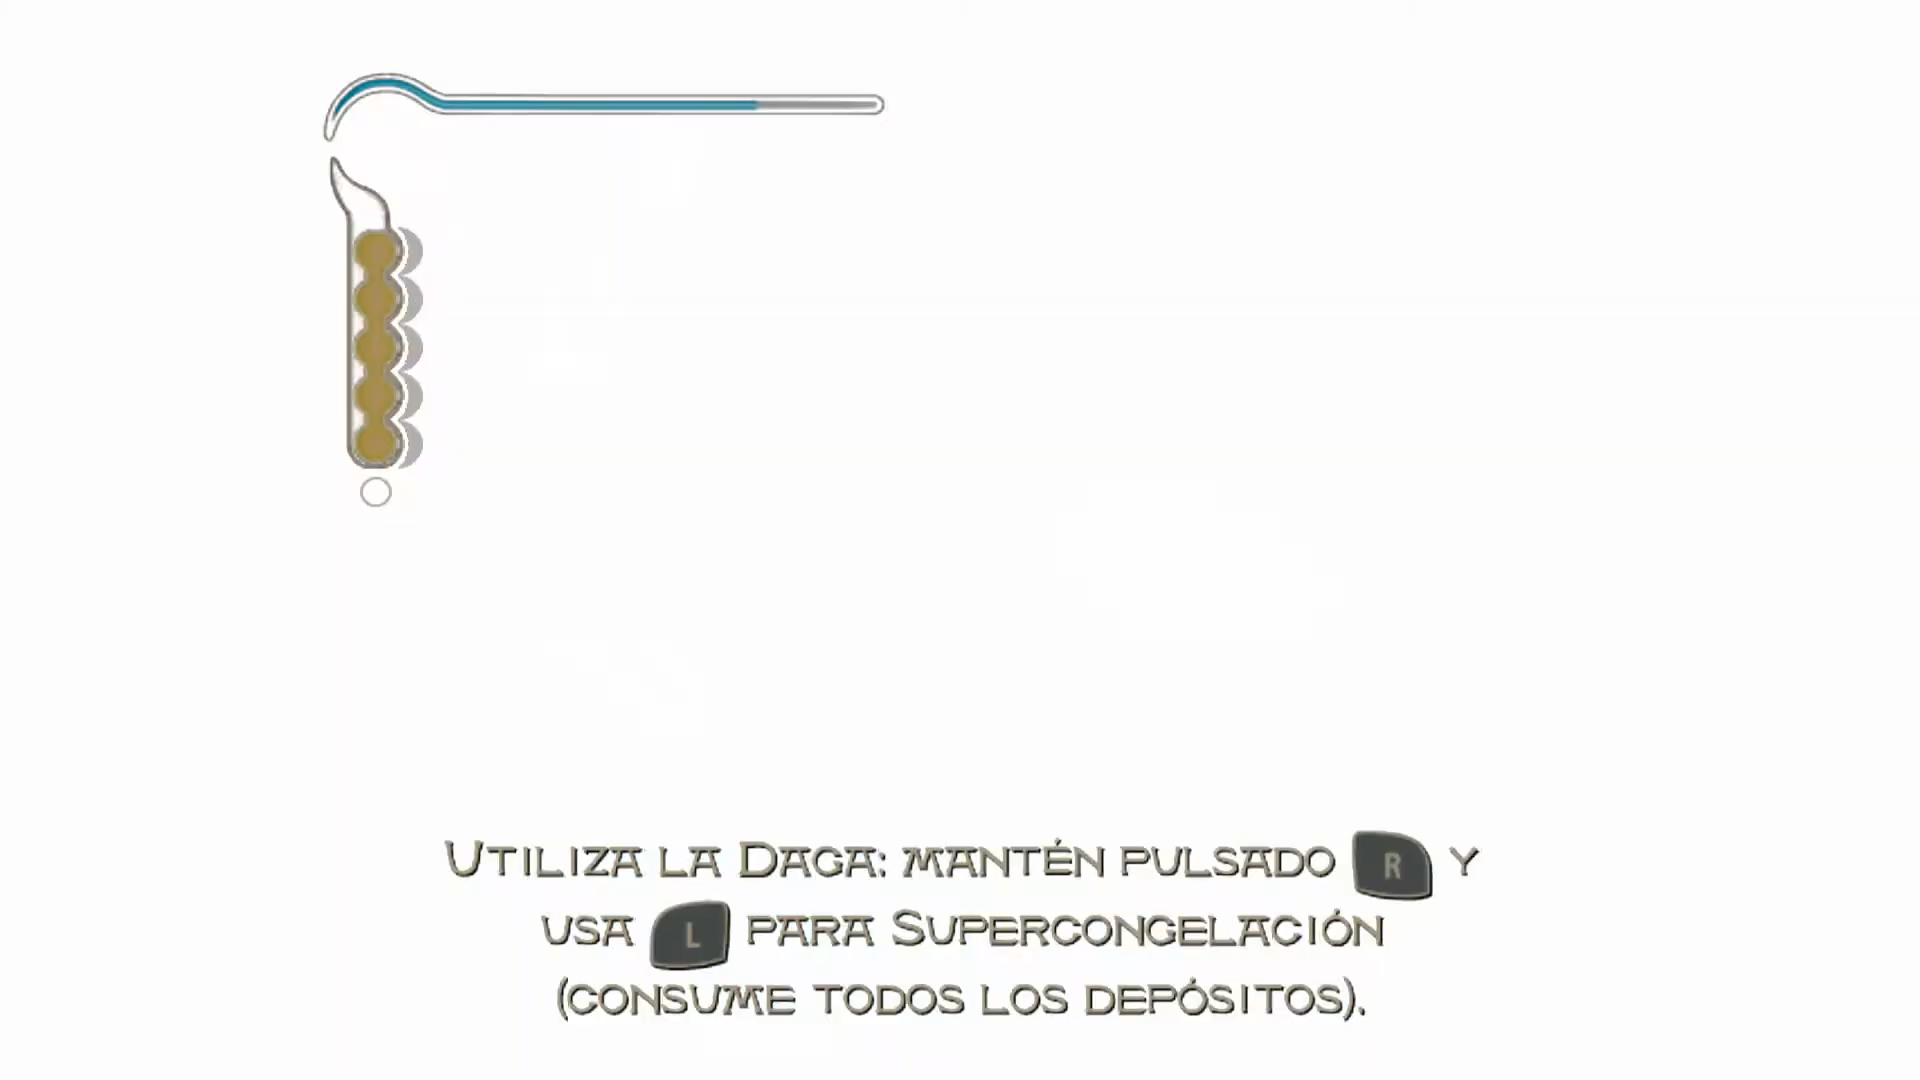 Utiliza la Daga: mantén pulsado R y
usa L para Supercongelación
(consume todos los depósitos).